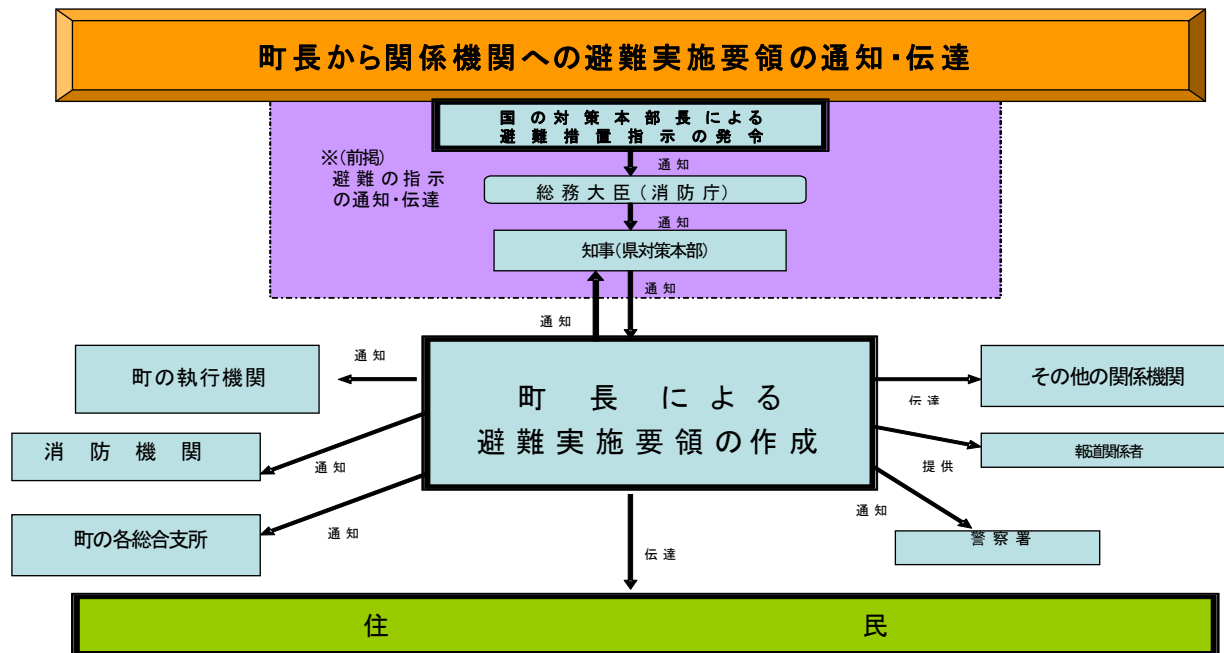 町長から関係機関への避難実施要領の通知・伝達
国の対策本部長による
避難措置指示の発令
※(前掲)
避難の指示
の通知・伝達
通知
総務大臣(消防庁)
通知
知事(県対策本部)
通知
通知
町の執行機関
通知
町長による
避難実施要領の作成
その他の関係機関
伝達
消防機関
通知
報道関係者
提供
町の各総合支所
通知
通知
警察署
伝達
住民